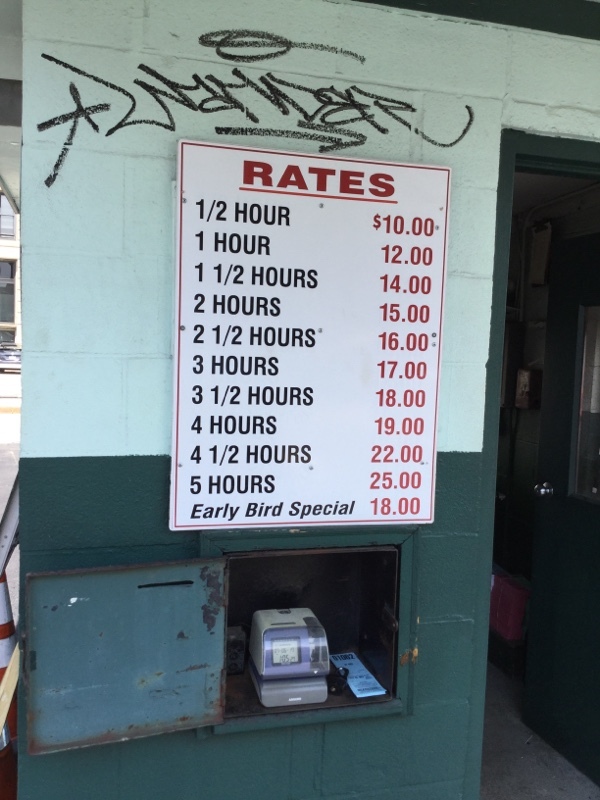 RATES
1/2 HOUR $10.00
1 HOUR 12.00
1 1/2 HOURS 14.00
2 HOURS 15.00
2 1/2 HOURS 16.00
3 HOURS 17.00
3 1/2 HOURS 18.00
4 HOURS 19.00
4 1/2 HOURS 22.00
5 HOURS 25.00
Early Bird Special 18.00